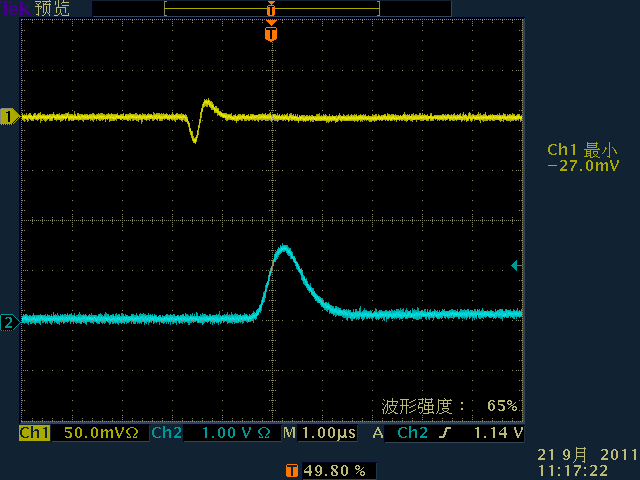 Tek 预览
T
T
1
Ch1 最小
-27.0mV
2
波形强度: 65%
Ch1 50.0mVΩ Ch2 1.00 V Ω M 1.00µs A Ch2 1.14 V
21 9月 2011
T 49.80 % 11:17:22